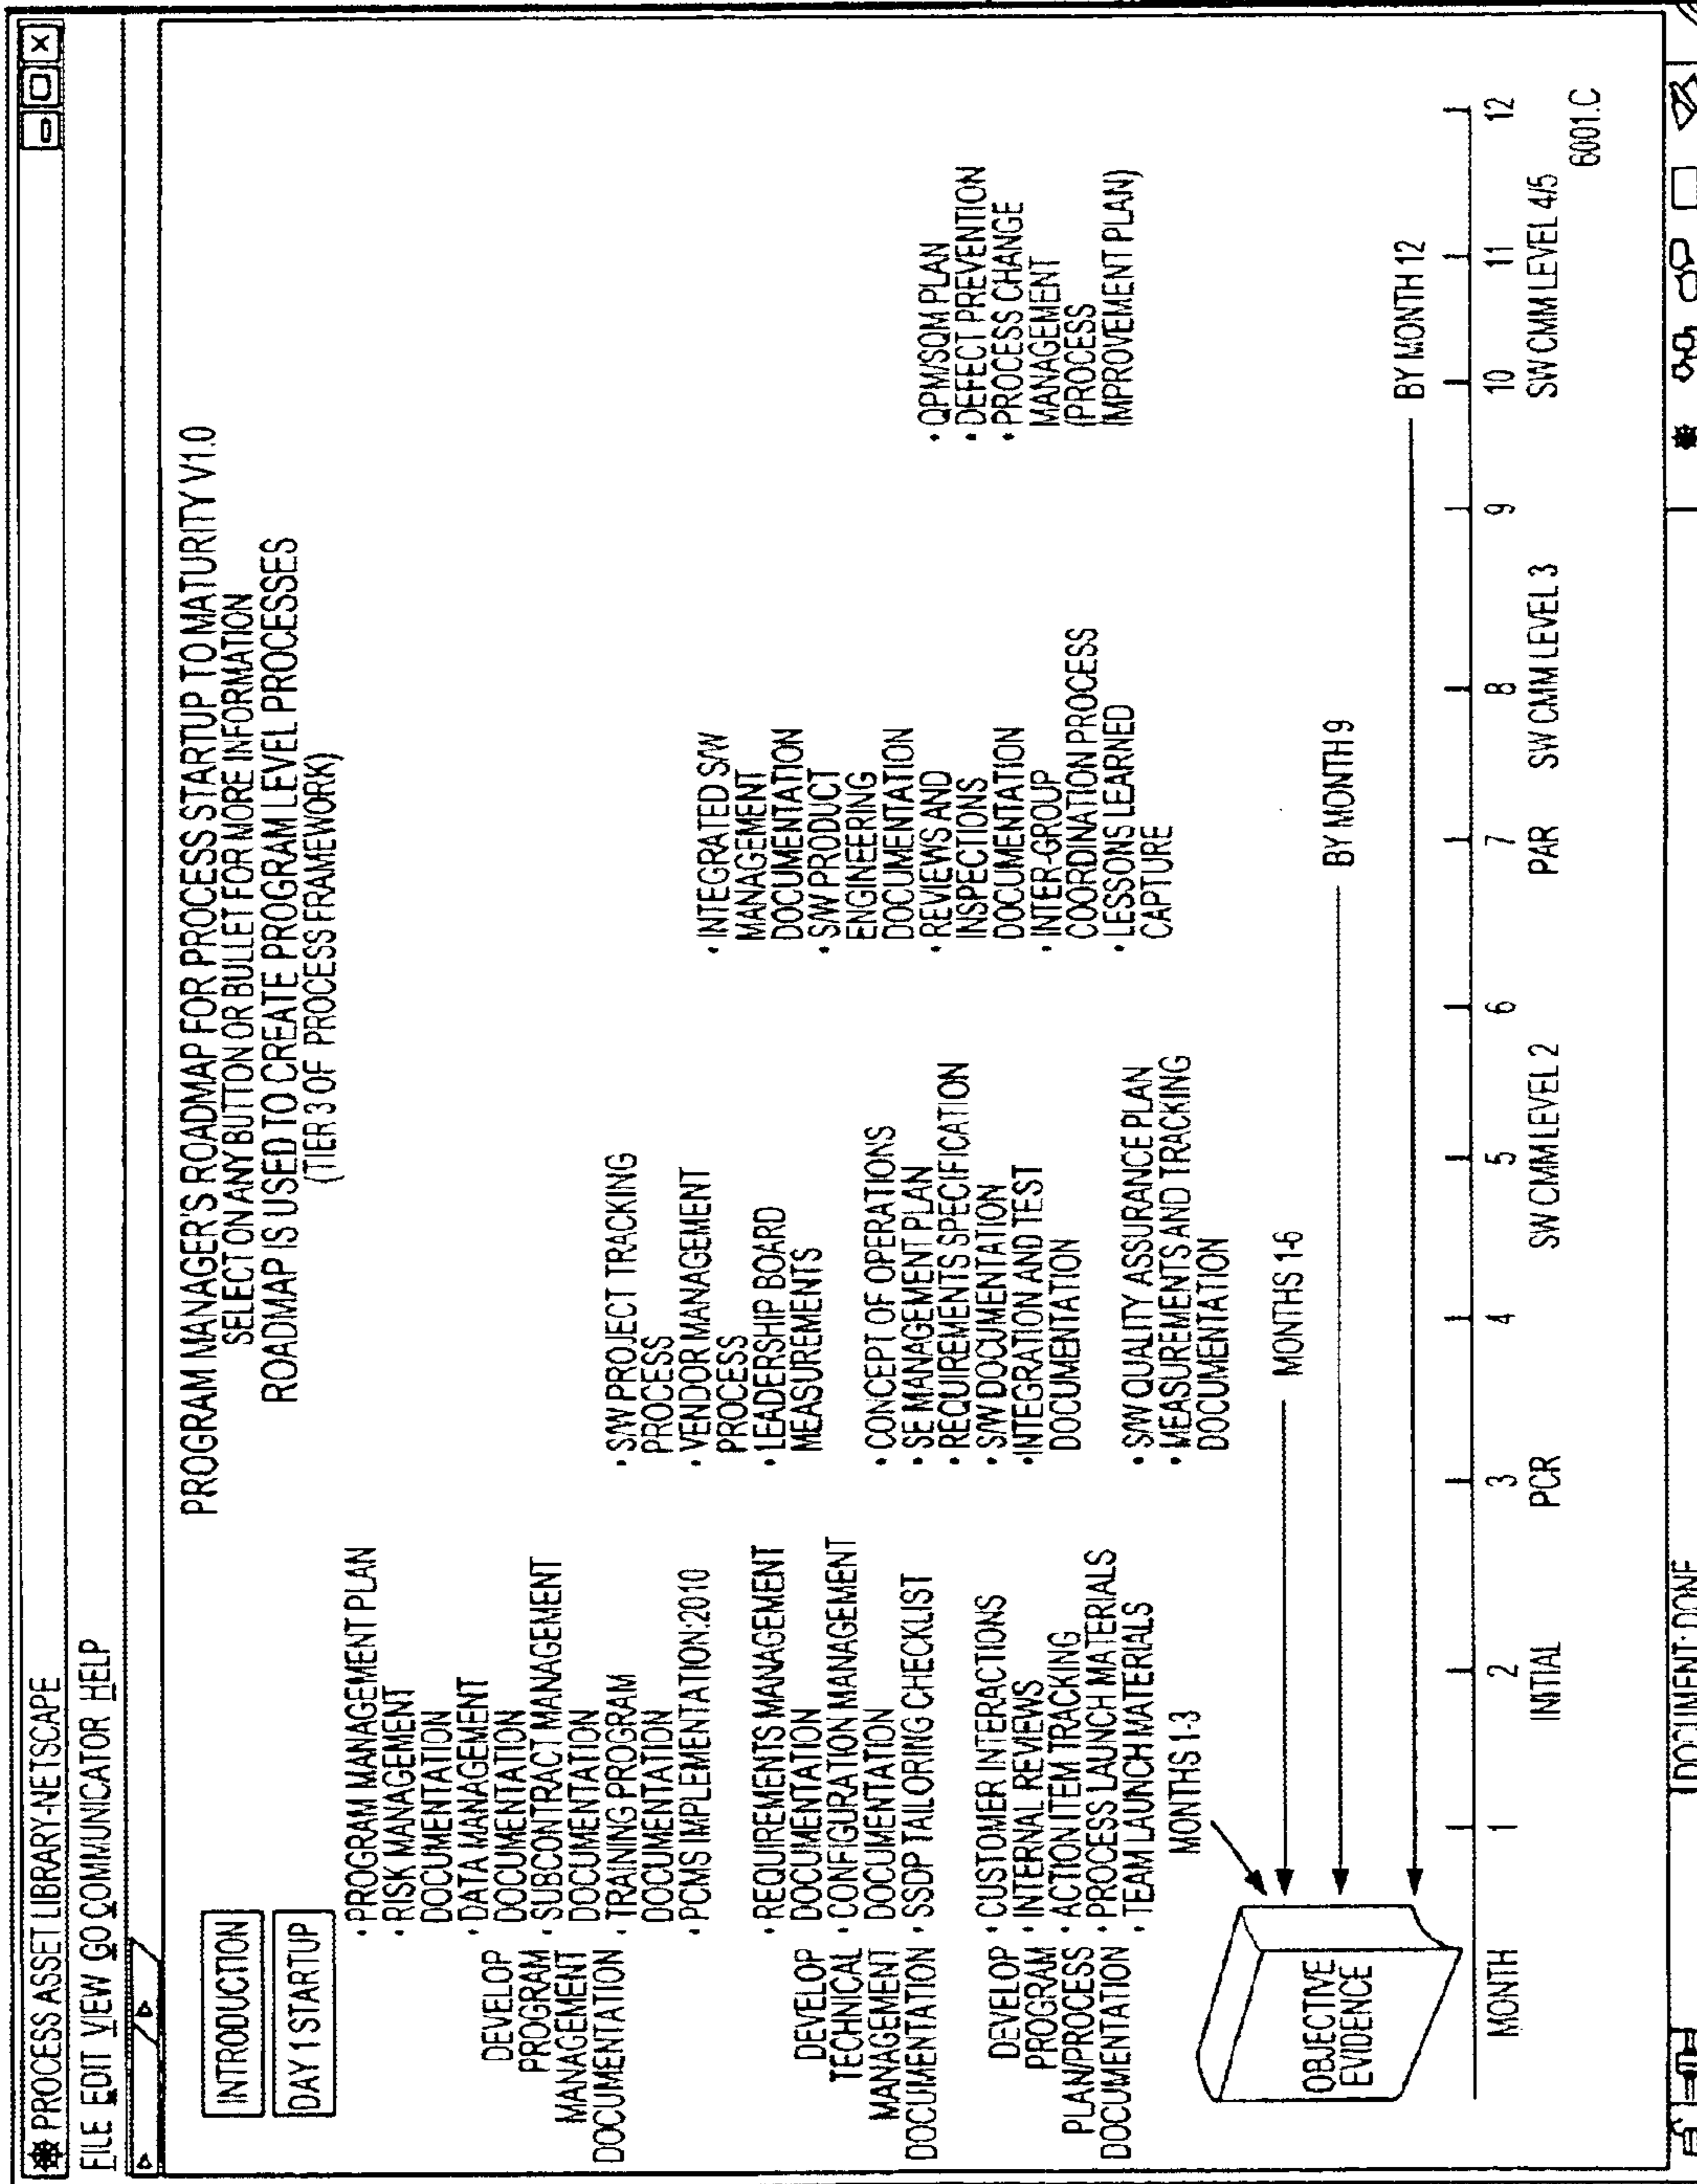 PROCESS ASSET LIBRARY-NETSCAPE
FILE EDIT VIEW GO COMMUNICATOR HELP
INTRODUCTION
DAY 1 STARTUP
PROGRAM MANAGER'S ROADMAP FOR PROCESS STARTUP TO MATURITY V1.0
SELECT ON ANY BUTTON OR BULLET FOR MORE INFORMATION
ROADMAP IS USED TO CREATE PROGRAM LEVEL PROCESSES
(TIER 3 OF PROCESS FRAMEWORK)
DEVELOP
PROGRAM
MANAGEMENT
DOCUMENTATION
• PROGRAM MANAGEMENT PLAN
• RISK MANAGEMENT
DOCUMENTATION
• DATA MANAGEMENT
DOCUMENTATION
• SUBCONTRACT MANAGEMENT
DOCUMENTATION
• TRAINING PROGRAM
DOCUMENTATION
• PCMS IMPLEMENTATION:2010
• S/W PROJECT TRACKING
PROCESS
• VENDOR MANAGEMENT
PROCESS
• LEADERSHIP BOARD
MEASUREMENTS
DEVELOP
TECHNICAL
MANAGEMENT
DOCUMENTATION
• REQUIREMENTS MANAGEMENT
DOCUMENTATION
• CONFIGURATION MANAGEMENT
DOCUMENTATION
• SSDP TAILORING CHECKLIST
• CONCEPT OF OPERATIONS
• SE MANAGEMENT PLAN
• REQUIREMENTS SPECIFICATION
• S/W DOCUMENTATION
• INTEGRATION AND TEST
DOCUMENTATION
• INTEGRATED S/W
MANAGEMENT
DOCUMENTATION
• S/W PRODUCT
ENGINEERING
DOCUMENTATION
• REVIEWS AND
INSPECTIONS
DOCUMENTATION
• INTER-GROUP
COORDINATION PROCESS
• LESSONS LEARNED
CAPTURE
• QPM/SQM PLAN
• DEFECT PREVENTION
• PROCESS CHANGE
MANAGEMENT
(PROCESS
IMPROVEMENT PLAN)
DEVELOP
PROGRAM
PLAN/PROCESS
DOCUMENTATION
• CUSTOMER INTERACTIONS
• INTERNAL REVIEWS
• ACTION ITEM TRACKING
• PROCESS LAUNCH MATERIALS
• TEAM LAUNCH MATERIALS
• S/W QUALITY ASSURANCE PLAN
• MEASUREMENTS AND TRACKING
DOCUMENTATION
MONTHS 1-3
MONTHS 1-6
BY MONTH 9
BY MONTH 12
OBJECTIVE
EVIDENCE
MONTH 1 2 3 4 5 6 7 8 9 10 11 12
INITIAL PCR SW CMM LEVEL 2 PAR SW CMM LEVEL 3 SW CMM LEVEL 4/5
6001.C
DOCUMENT: DONE